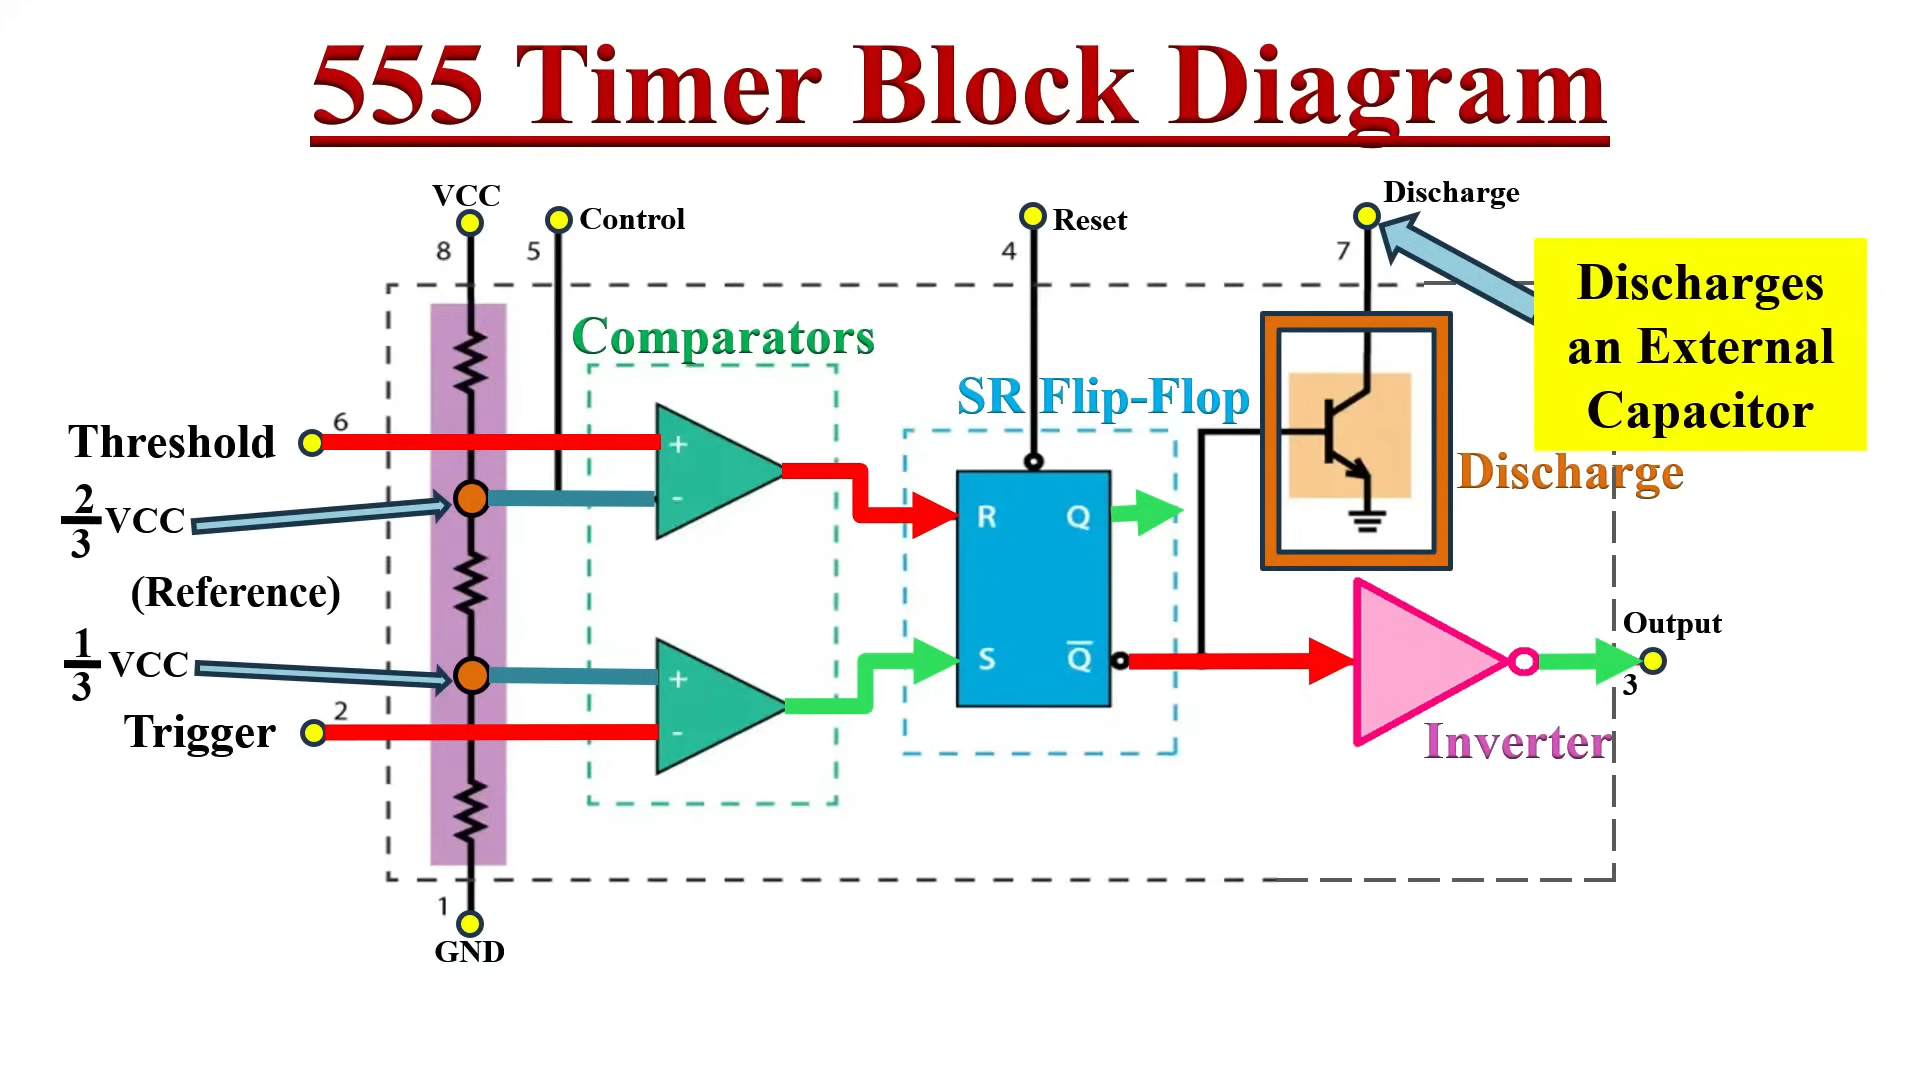 555 Timer Block Diagram
VCC
8
5
Control
4
Reset
7
Discharge
Discharges
an External
Capacitor
Comparators
SR Flip-Flop
Threshold
6
+
-
2
3
VCC
R
Q
Discharge
(Reference)
1
3
VCC
+
-
S
Q̅
Output
3
Trigger
2
Inverter
1
GND